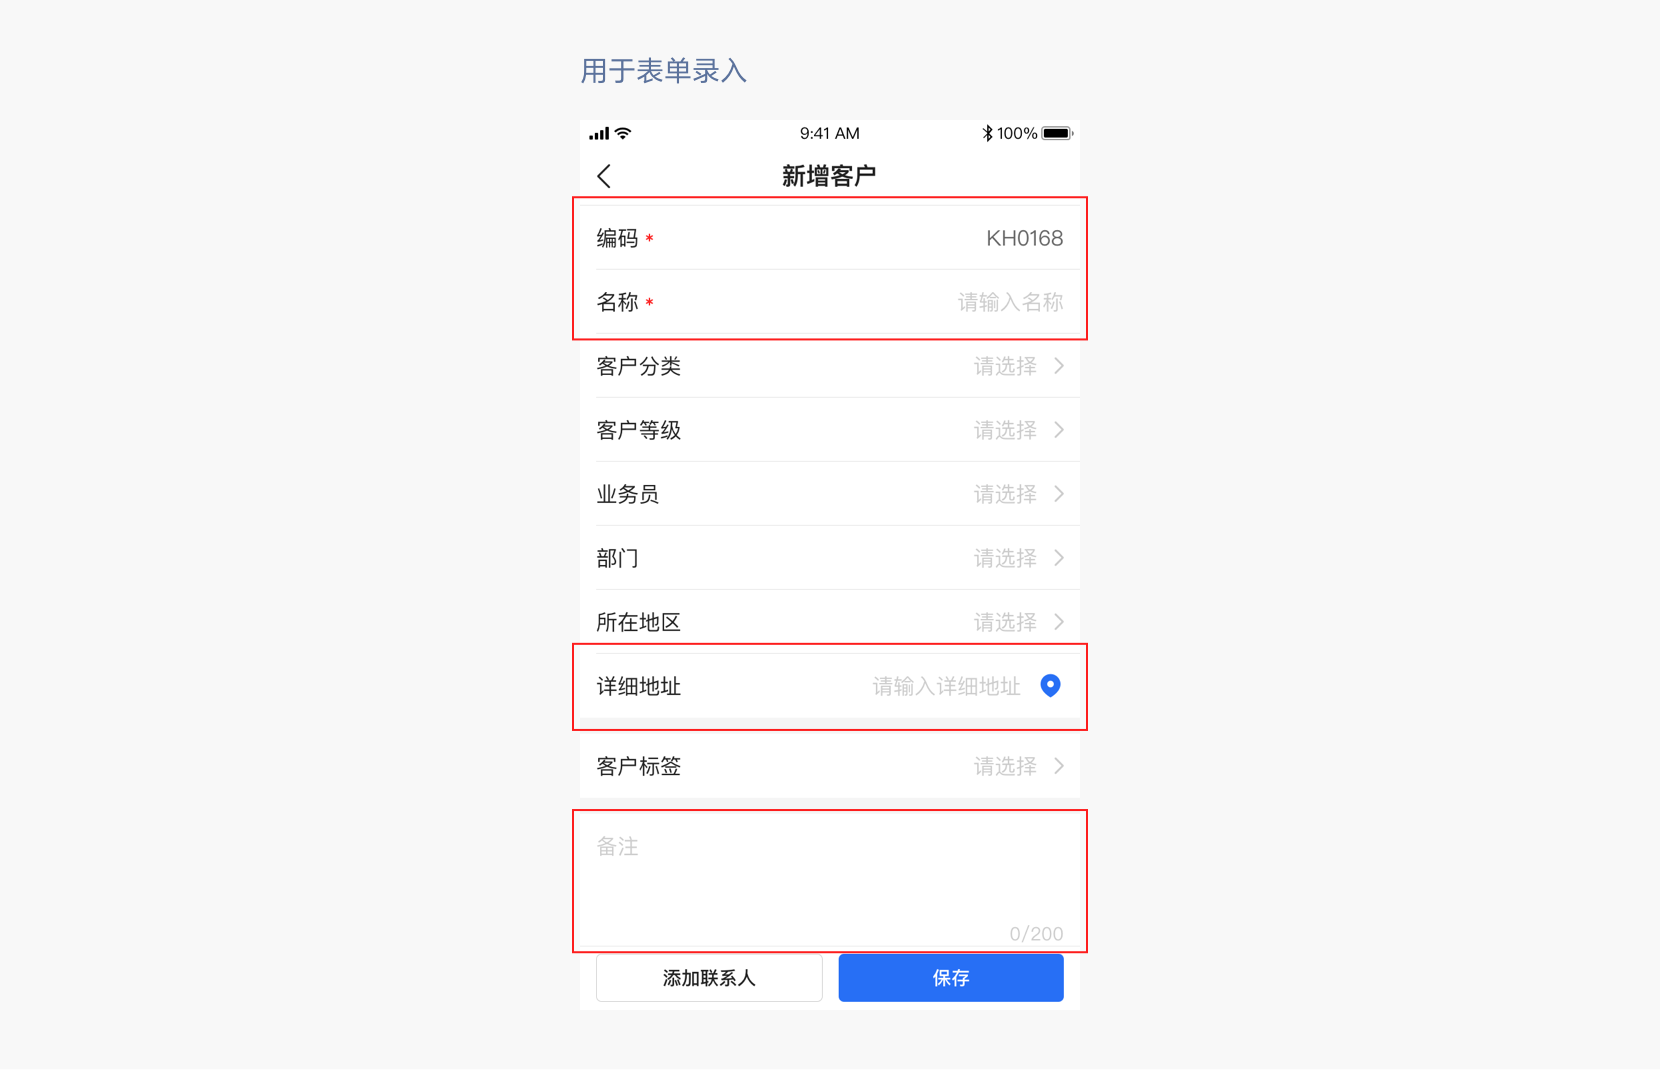 用于表单录入
9:41 AM
100%
新增客户
编码 * KH0168
名称 * 请输入名称
客户分类 请选择
客户等级 请选择
业务员 请选择
部门 请选择
所在地区 请选择
详细地址 请输入详细地址
客户标签 请选择
备注
0/200
添加联系人 保存